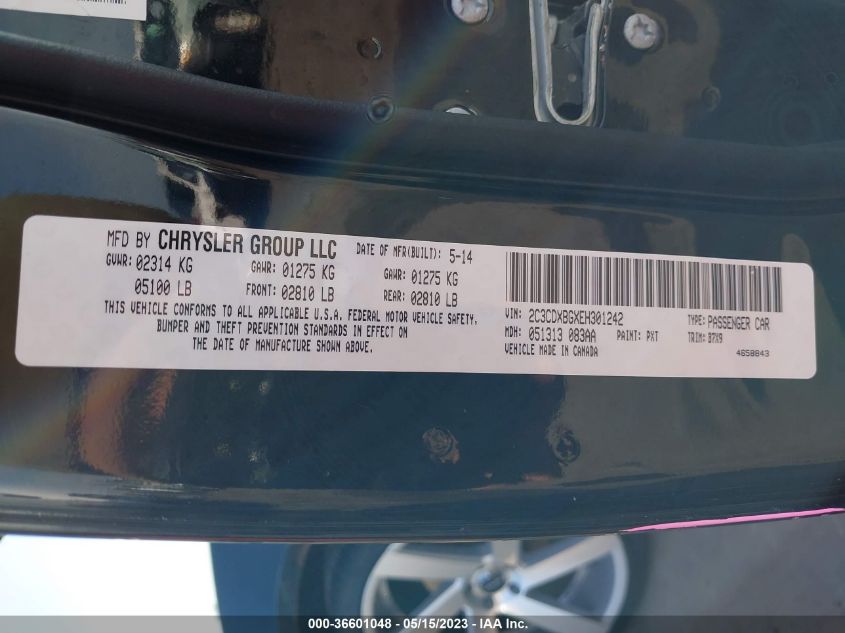 MFD BY CHRYSLER GROUP LLC DATE OF MFR(BUILT): 5-14
GVWR: 02314 KG GAWR: 01275 KG GAWR: 01275 KG
05100 LB FRONT: 02810 LB REAR: 02810 LB
THIS VEHICLE CONFORMS TO ALL APPLICABLE U.S.A. FEDERAL MOTOR VEHICLE SAFETY,
BUMPER AND THEFT PREVENTION STANDARDS IN EFFECT ON
THE DATE OF MANUFACTURE SHOWN ABOVE.
VIN: 2C3CDXBGXEH301242 TYPE: PASSENGER CAR
MDH: 051313 083AA PAINT: PXT TRIM: B7X9
VEHICLE MADE IN CANADA 4658843
000-36601048 - 05/15/2023 - IAA Inc.